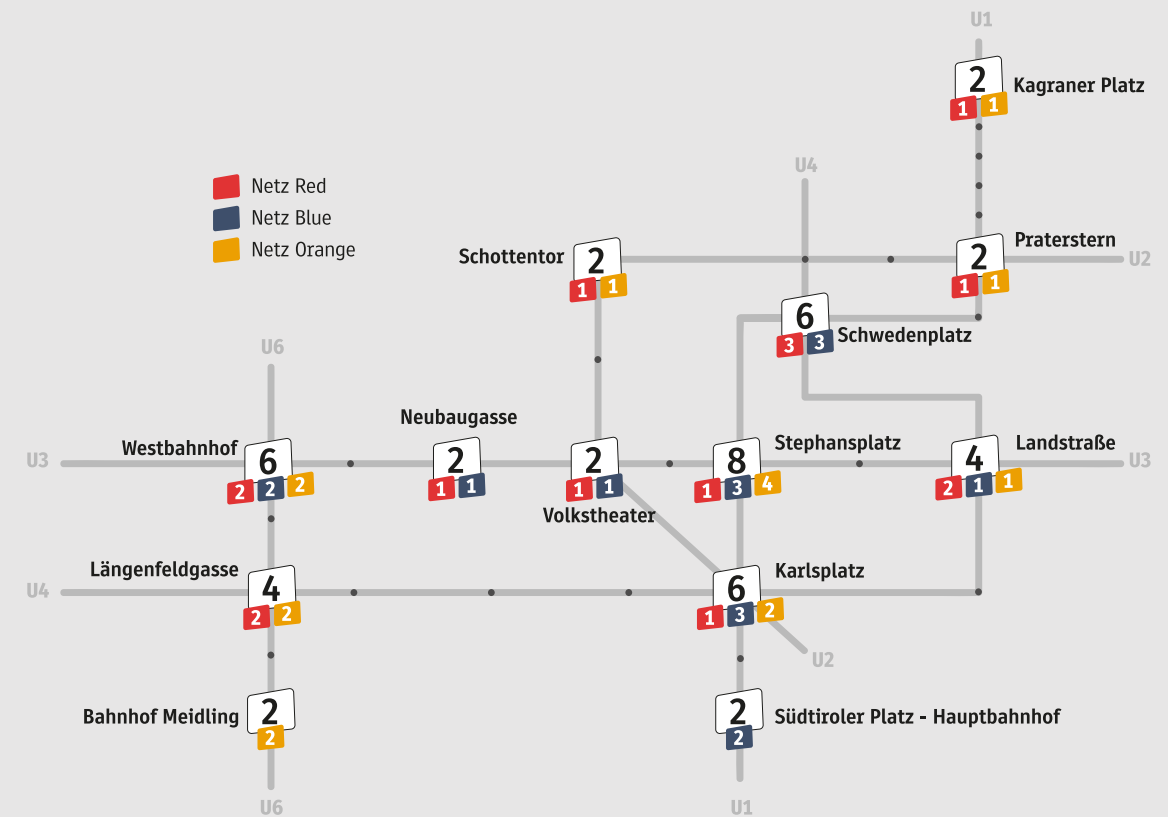 U1
2
Kagraner Platz
1 1
U4
Netz Red
Netz Blue
Netz Orange
Schottentor
2
1 1
Praterstern
2
1 1
U2
6
3 3
Schwedenplatz
U6
Neubaugasse
U3
Westbahnhof
6
2 2 2
2
1 1
2
1 1
Volkstheater
8
Stephansplatz
1 3 4
4
Landstraße
2 1 1
U3
U4
Längenfeldgasse
4
2 2
6
Karlsplatz
1 3 2
U2
Bahnhof Meidling
2
2
2
Südtiroler Platz - Hauptbahnhof
2
U6
U1